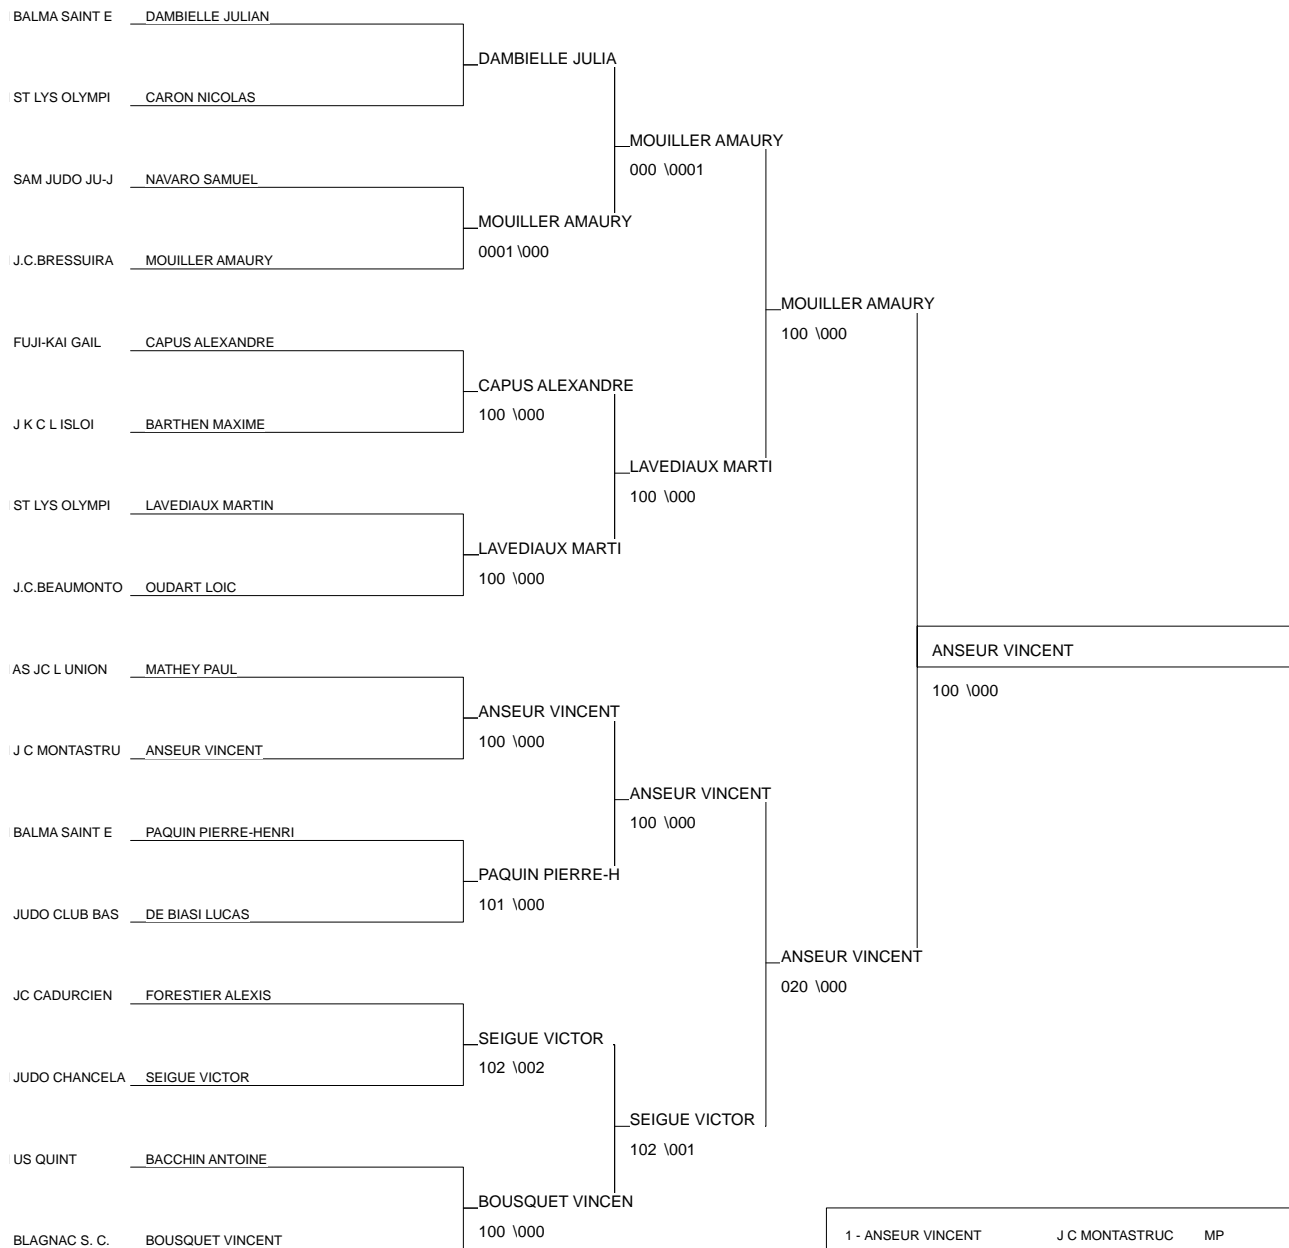 BALMA SAINT E DAMBIELLE JULIAN
DAMBIELLE JULIA
ST LYS OLYMPI CARON NICOLAS
MOUILLER AMAURY
000 \0001
SAM JUDO JU-J NAVARO SAMUEL
MOUILLER AMAURY
0001 \000
J.C.BRESSUIRA MOUILLER AMAURY
MOUILLER AMAURY
100 \000
FUJI-KAI GAIL CAPUS ALEXANDRE
CAPUS ALEXANDRE
100 \000
J K C L ISLOI BARTHEN MAXIME
LAVEDIAUX MARTI
100 \000
ST LYS OLYMPI LAVEDIAUX MARTIN
LAVEDIAUX MARTI
100 \000
J.C.BEAUMONTO OUDART LOIC
ANSEUR VINCENT
100 \000
AS JC L UNION MATHEY PAUL
ANSEUR VINCENT
100 \000
J C MONTASTRU ANSEUR VINCENT
ANSEUR VINCENT
100 \000
BALMA SAINT E PAQUIN PIERRE-HENRI
PAQUIN PIERRE-H
101 \000
JUDO CLUB BAS DE BIASI LUCAS
ANSEUR VINCENT
020 \000
JC CADURCIEN FORESTIER ALEXIS
SEIGUE VICTOR
102 \002
JUDO CHANCELA SEIGUE VICTOR
SEIGUE VICTOR
102 \001
US QUINT BACCHIN ANTOINE
BOUSQUET VINCEN
100 \000
BLAGNAC S. C. BOUSQUET VINCENT
1 - ANSEUR VINCENT J C MONTASTRUC MP